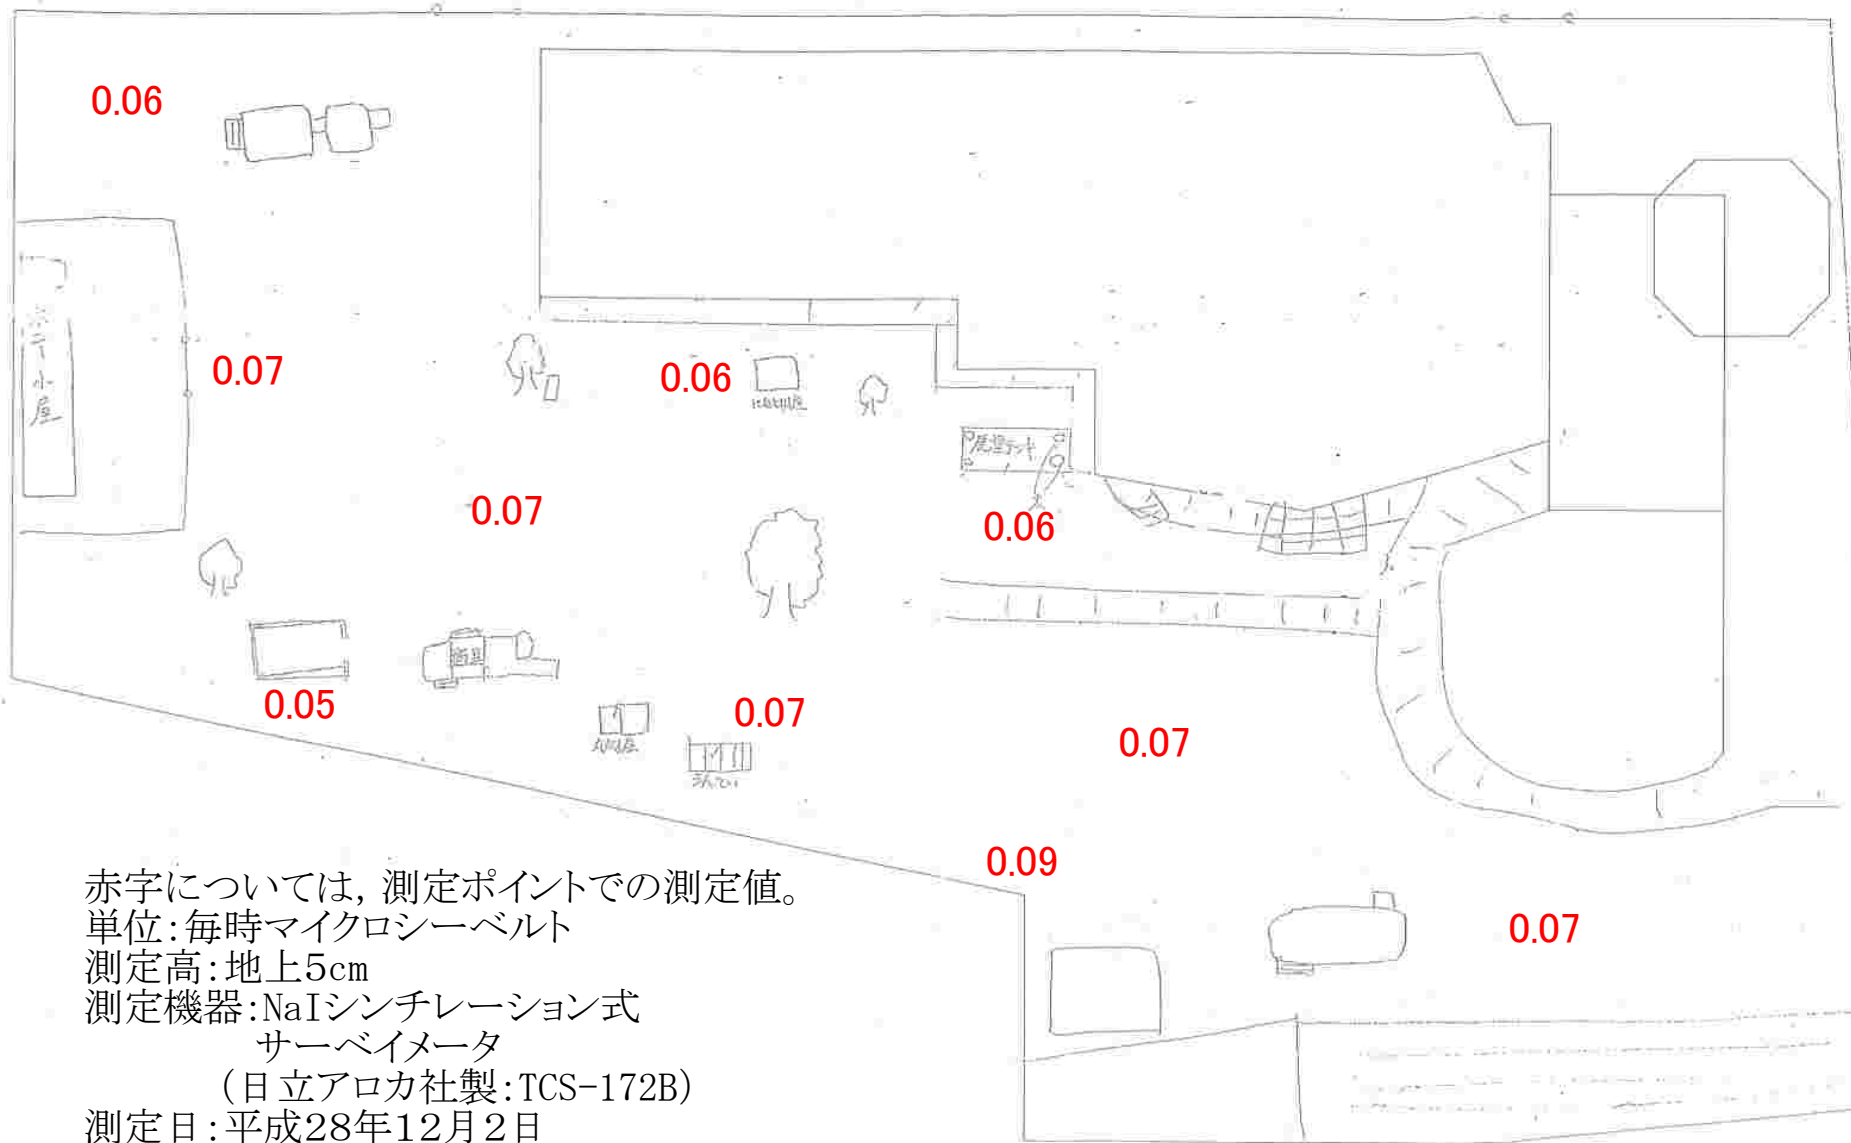 0.06
0.07
0.06
0.07
0.06
0.05
0.07
0.07
0.09
0.07
赤字については, 測定ポイントでの測定値。
単位:毎時マイクロシーベルト
測定高:地上5cm
測定機器:NaIシンチレーション式
サーベイメータ
(日立アロカ社製:TCS-172B)
測定日:平成28年12月2日